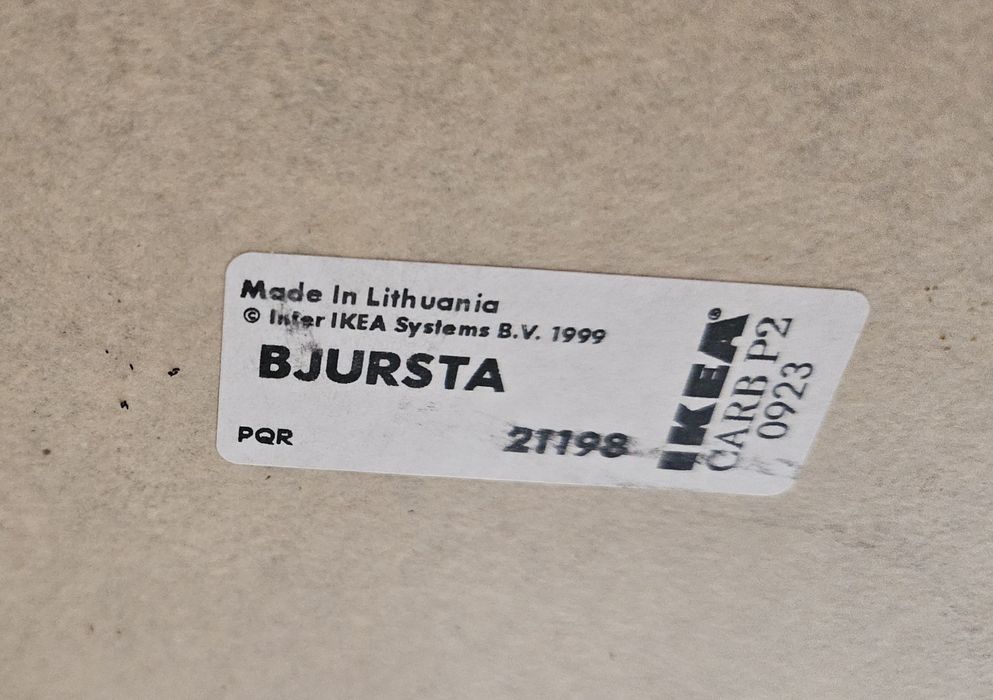 Made In Lithuania
© Inter IKEA Systems B.V. 1999
BJURSTA
PQR
21198
IKEA®
CARB P2
0923